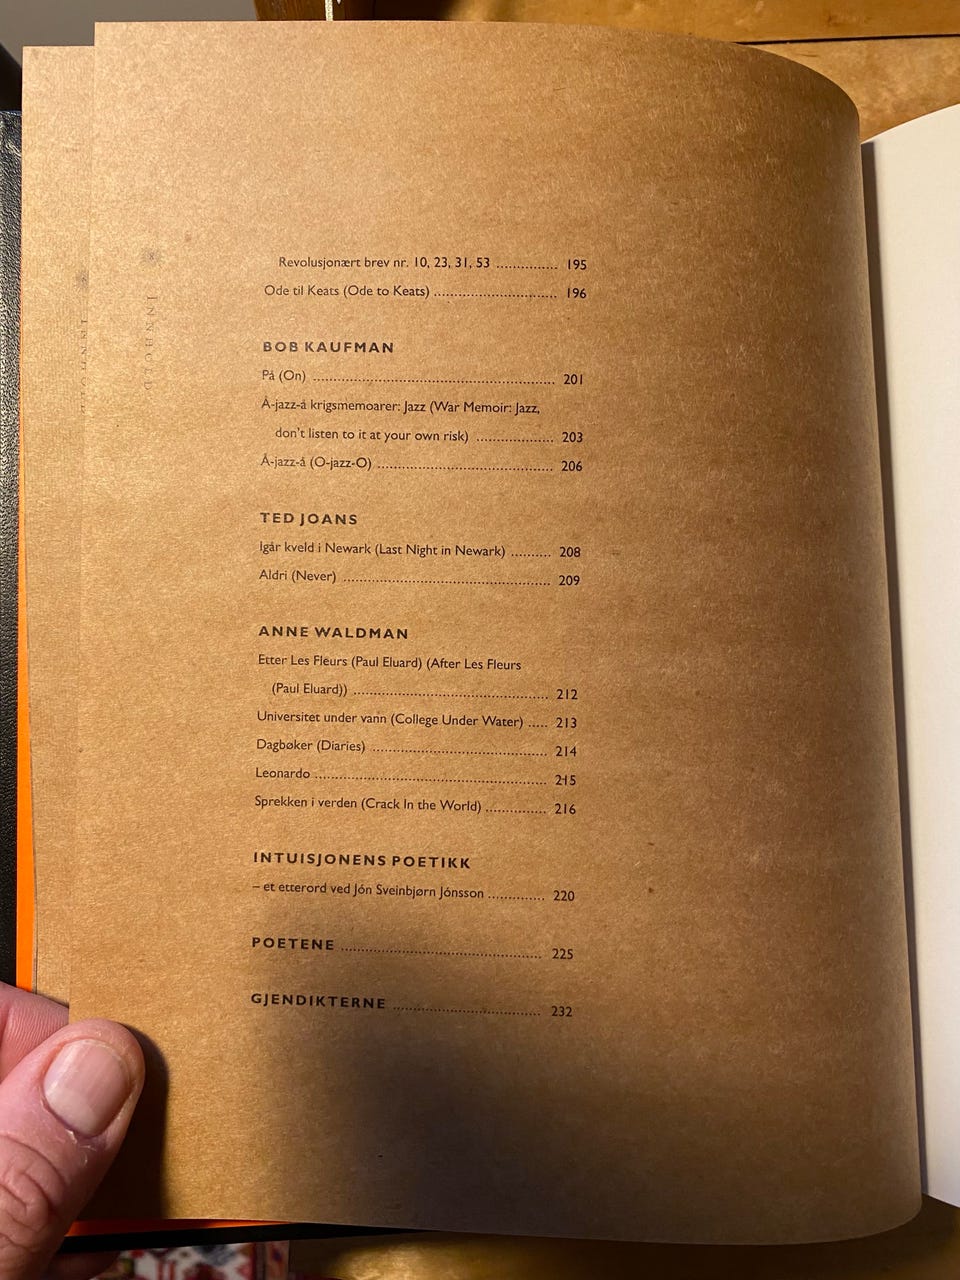 INNHOLD
Revolusjonært brev nr. 10, 23, 31, 53 .............. 195
Ode til Keats (Ode to Keats) ............................ 196
BOB KAUFMAN
På (On) ....................................................... 201
Å-jazz-å krigsmemoarer: Jazz (War Memoir: Jazz,
don't listen to it at your own risk) .................. 203
Å-jazz-å (O-jazz-O) ........................................ 206
TED JOANS
Igår kveld i Newark (Last Night in Newark) .......... 208
Aldri (Never) ................................................ 209
ANNE WALDMAN
Etter Les Fleurs (Paul Eluard) (After Les Fleurs
(Paul Eluard)) ............................................. 212
Universitet under vann (College Under Water) ..... 213
Dagbøker (Diaries) ........................................ 214
Leonardo ..................................................... 215
Sprekken i verden (Crack In the World) .............. 216
INTUISJONENS POETIKK
– et etterord ved Jón Sveinbjørn Jónsson ............. 220
POETENE .............................................. 225
GJENDIKTERNE .................................. 232